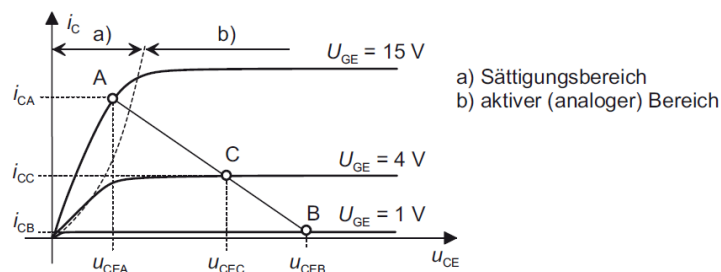 i_C
a)
b)
U_GE = 15 V
A
a) Sättigungsbereich
b) aktiver (analoger) Bereich
i_CA
C
U_GE = 4 V
i_CC
B
U_GE = 1 V
i_CB
u_CEA
u_CEC
u_CEB
u_CE